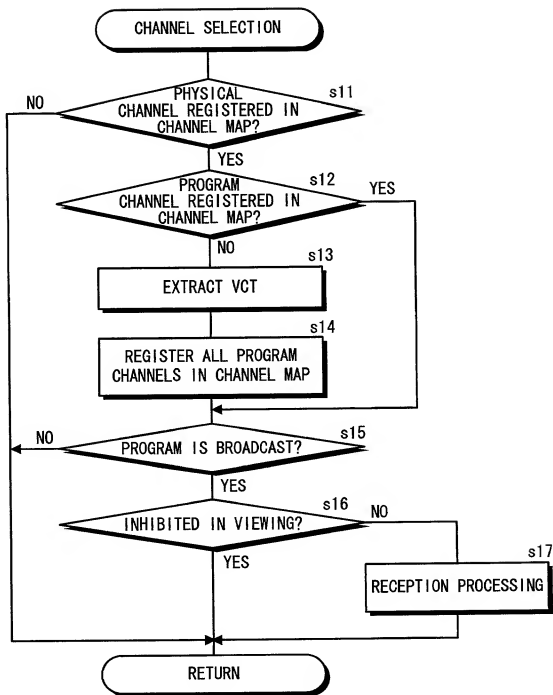 CHANNEL SELECTION
s11
NO
PHYSICAL
CHANNEL REGISTERED IN
CHANNEL MAP?
YES
s12
PROGRAM
CHANNEL REGISTERED IN
CHANNEL MAP?
YES
NO
s13
EXTRACT VCT
s14
REGISTER ALL PROGRAM
CHANNELS IN CHANNEL MAP
NO
s15
PROGRAM IS BROADCAST?
YES
s16
INHIBITED IN VIEWING?
NO
YES
s17
RECEPTION PROCESSING
RETURN